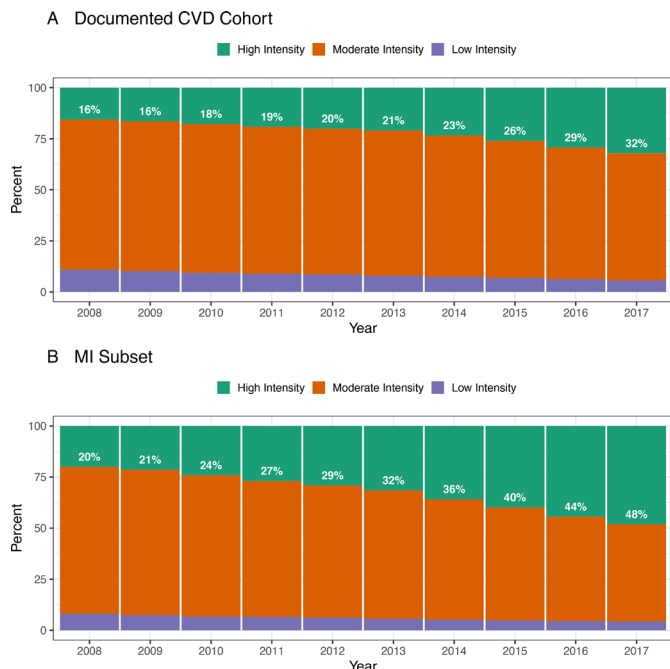 A Documented CVD Cohort
High Intensity Moderate Intensity Low Intensity
100
16% 16% 18% 19% 20% 21% 23% 26% 29% 32%
75
Percent
50
25
0
2008 2009 2010 2011 2012 2013 2014 2015 2016 2017
Year
B MI Subset
High Intensity Moderate Intensity Low Intensity
100
20% 21% 24% 27% 29% 32% 36% 40% 44% 48%
75
Percent
50
25
0
2008 2009 2010 2011 2012 2013 2014 2015 2016 2017
Year